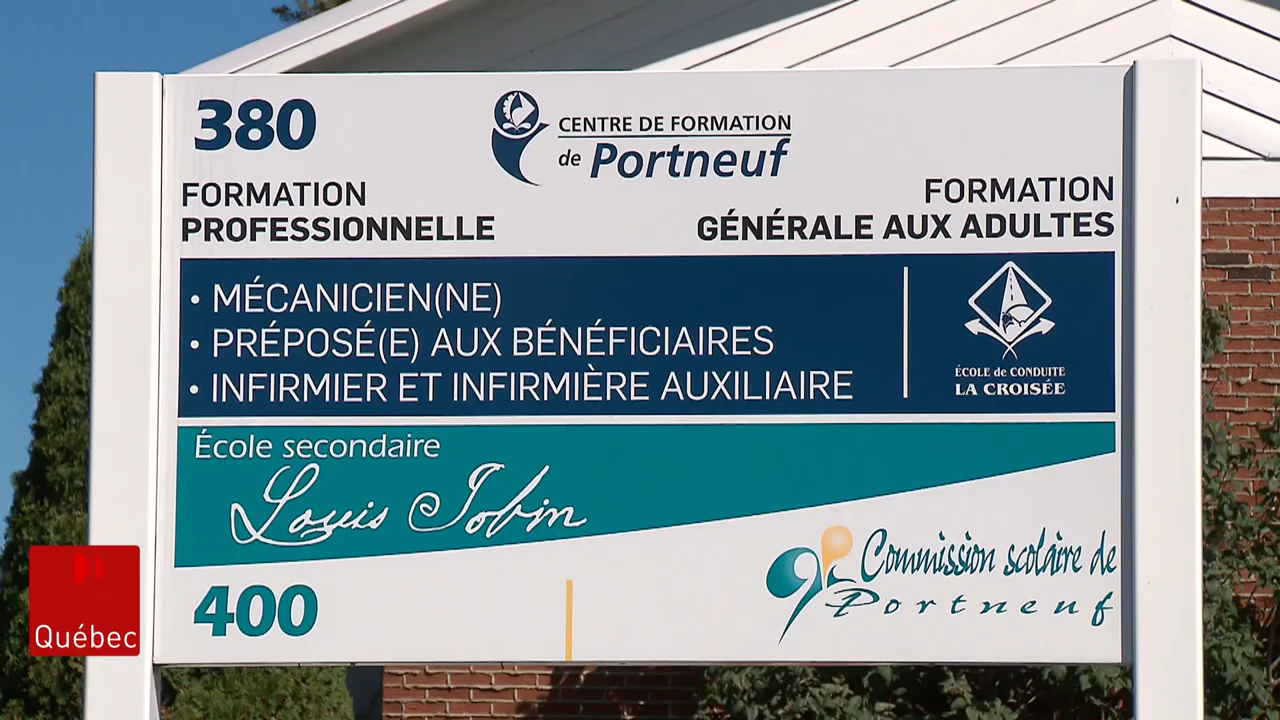 380
CENTRE DE FORMATION
de Portneuf
FORMATION
PROFESSIONNELLE
FORMATION
GÉNÉRALE AUX ADULTES
• MÉCANICIEN(NE)
• PRÉPOSÉ(E) AUX BÉNÉFICIAIRES
• INFIRMIER ET INFIRMIÈRE AUXILIAIRE
ÉCOLE de CONDUITE
LA CROISÉE
École secondaire
Louis Jobin
400
Commission scolaire de
Portneuf
Québec